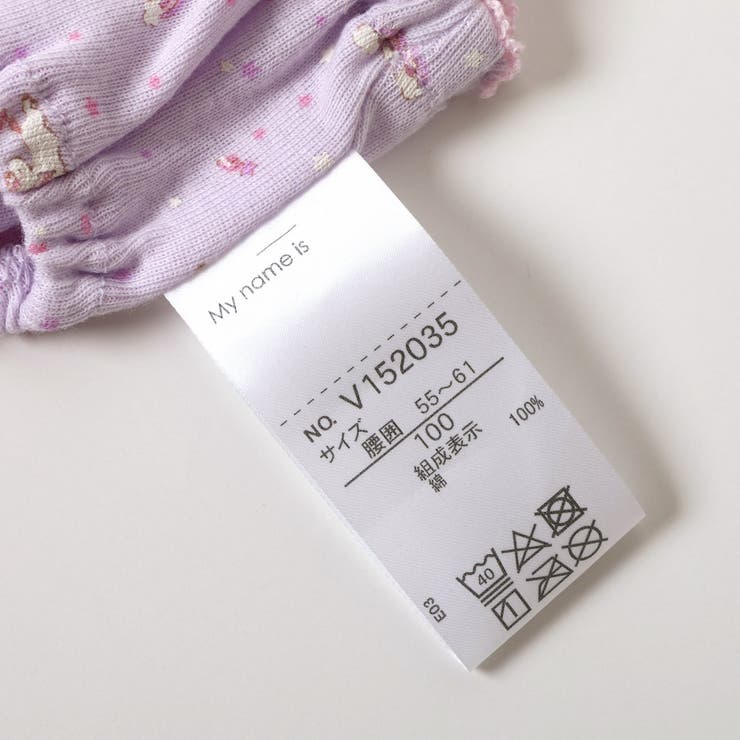 My name is
NO. V152035
サイズ
腰囲 55〜61
100
組成表示
綿 100%
40
E03